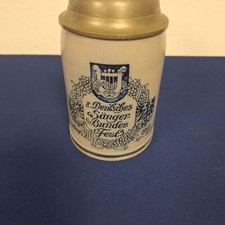 8. Deutsches
Sänger
Bundes
Fest